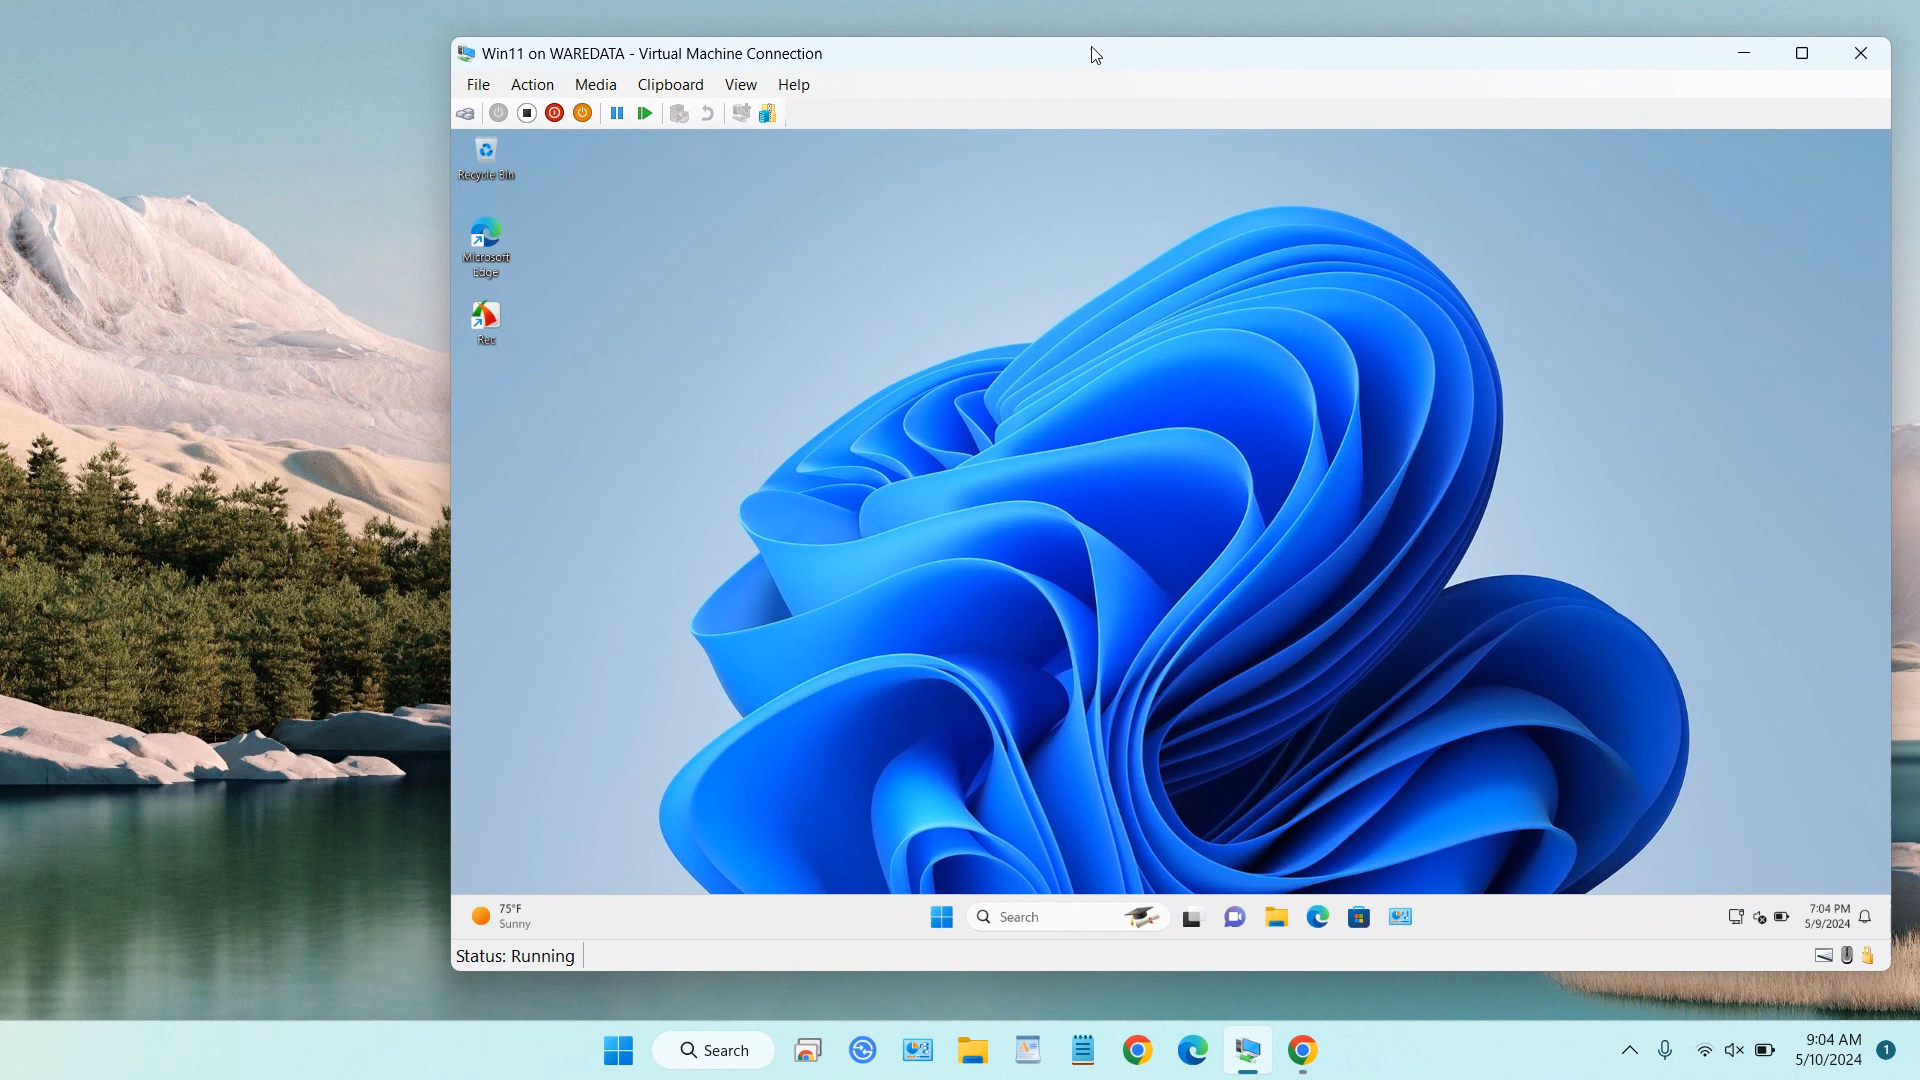 Win11 on WAREDATA - Virtual Machine Connection
File Action Media Clipboard View Help
Recycle Bin
Microsoft
Edge
Rec
75°F
Sunny
Search
7:04 PM
5/9/2024
Status: Running
Search
9:04 AM
5/10/2024
1